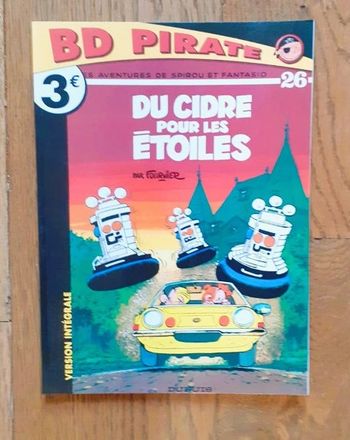 BD PIRATE
3€
ES AVENTURES DE SPIROU ET FANTASIO
26
DU CIDRE
POUR LES
ÉTOILES
PAR FOURNIER
VERSION INTÉGRALE
DUPUIS